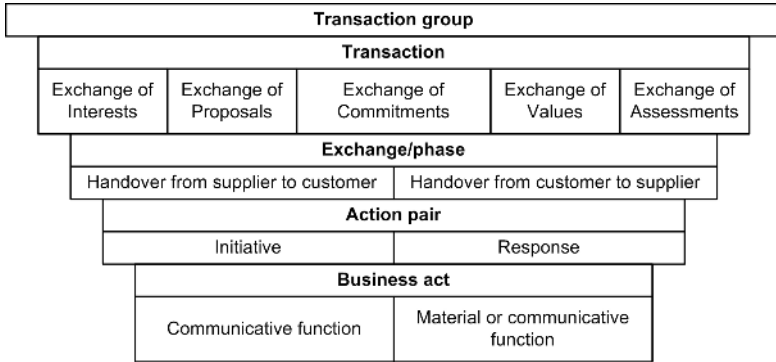 Transaction group
Transaction
Exchange of Interests
Exchange of Proposals
Exchange of Commitments
Exchange of Values
Exchange of Assessments
Exchange/phase
Handover from supplier to customer
Handover from customer to supplier
Action pair
Initiative
Response
Business act
Communicative function
Material or communicative
function